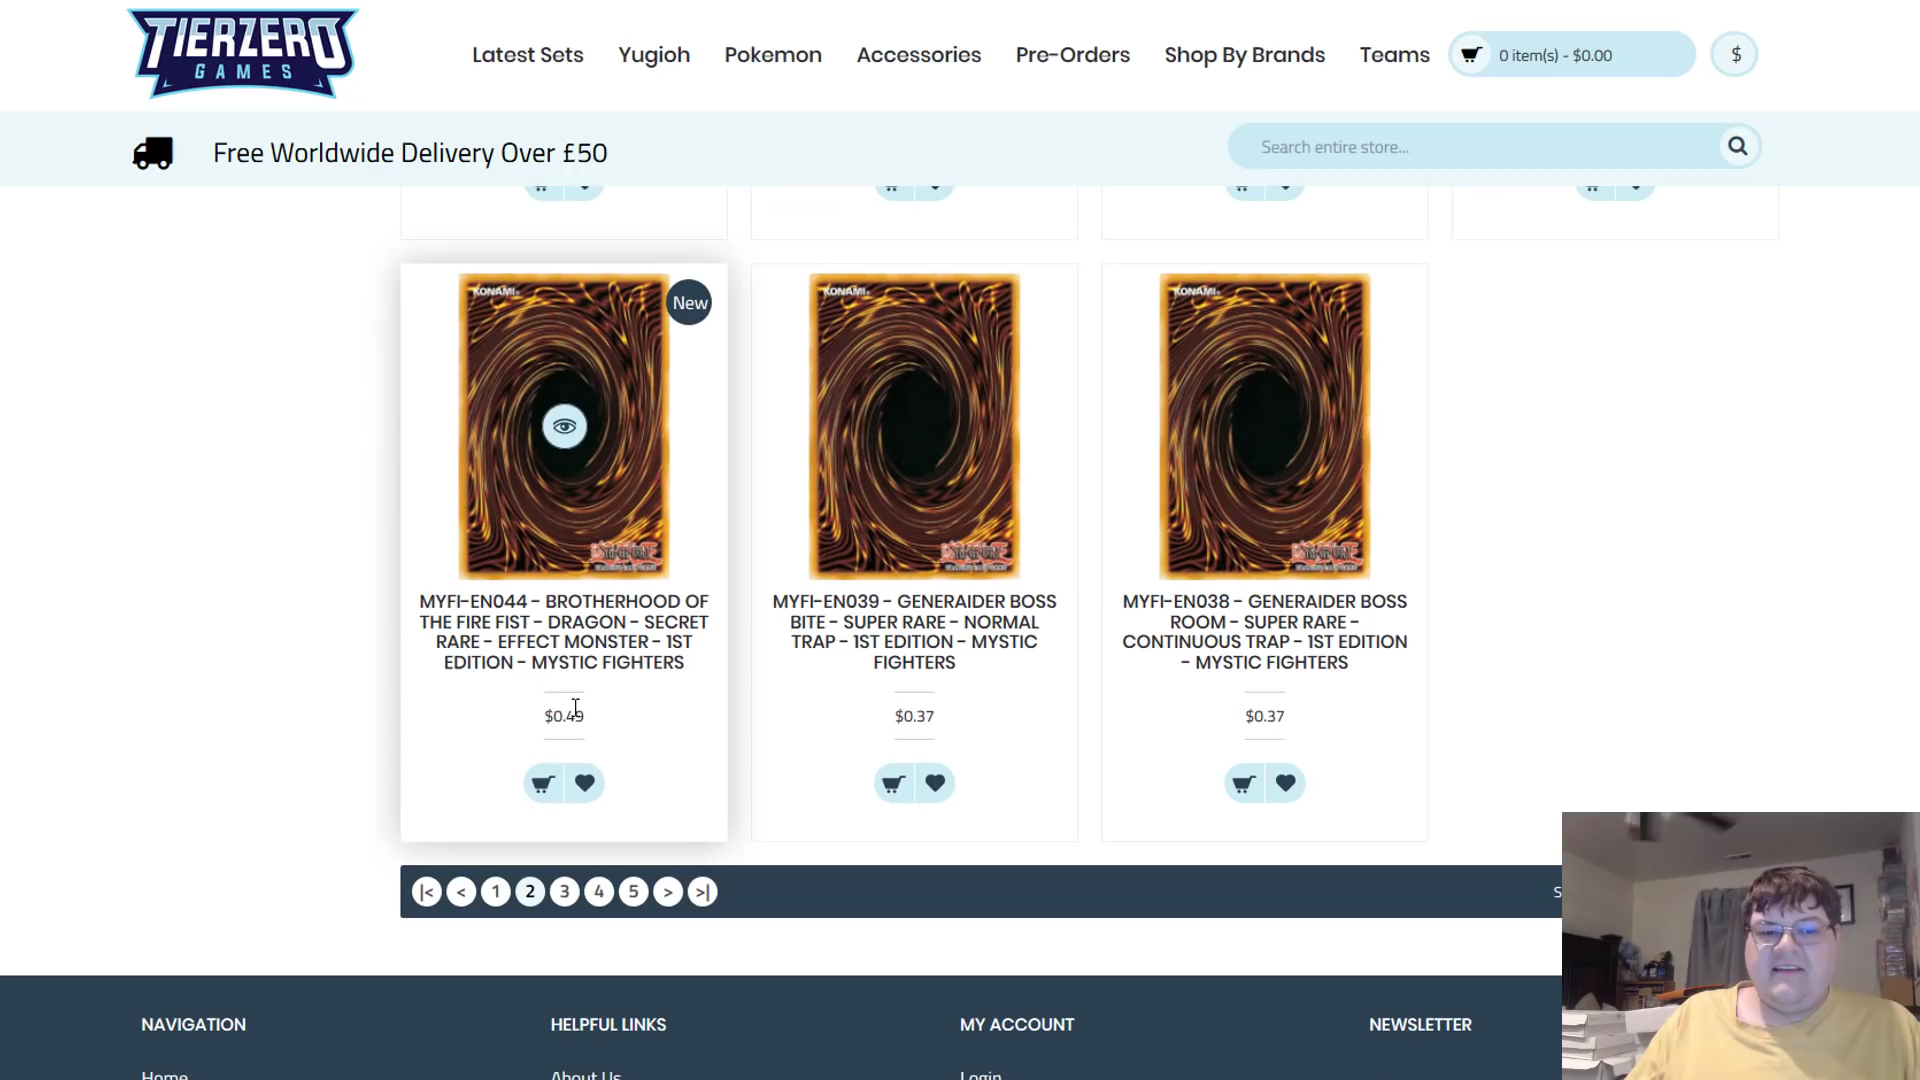 TIERZERO
GAMES
Latest Sets
Yugioh
Pokemon
Accessories
Pre-Orders
Shop By Brands
Teams
0 item(s) - $0.00
$
Free Worldwide Delivery Over £50
Search entire store...
KONAMI
New
KONAMI
KONAMI
MYFI-EN044 - BROTHERHOOD OF
THE FIRE FIST - DRAGON - SECRET
RARE - EFFECT MONSTER - 1ST
EDITION - MYSTIC FIGHTERS
$0.49
MYFI-EN039 - GENERAIDER BOSS
BITE - SUPER RARE - NORMAL
TRAP - 1ST EDITION - MYSTIC
FIGHTERS
$0.37
MYFI-EN038 - GENERAIDER BOSS
ROOM - SUPER RARE -
CONTINUOUS TRAP - 1ST EDITION
- MYSTIC FIGHTERS
$0.37
|< < 1 2 3 4 5 > >|
S
NAVIGATION
HELPFUL LINKS
MY ACCOUNT
NEWSLETTER
Home
About Us
Login